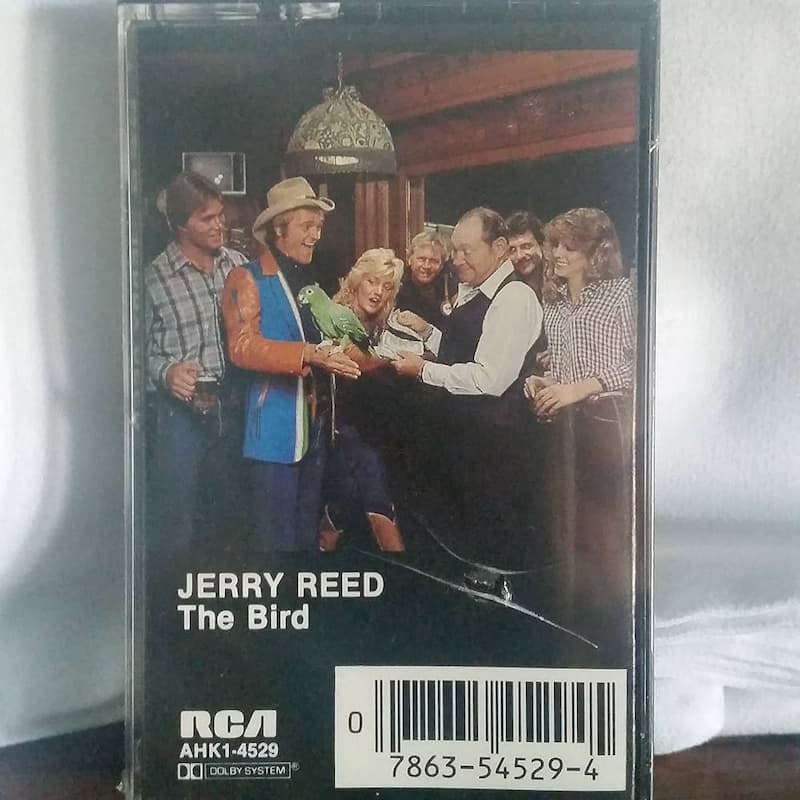 JERRY REED
The Bird
RCA
AHK1-4529
DOLBY SYSTEM®
0 7863-54529-4